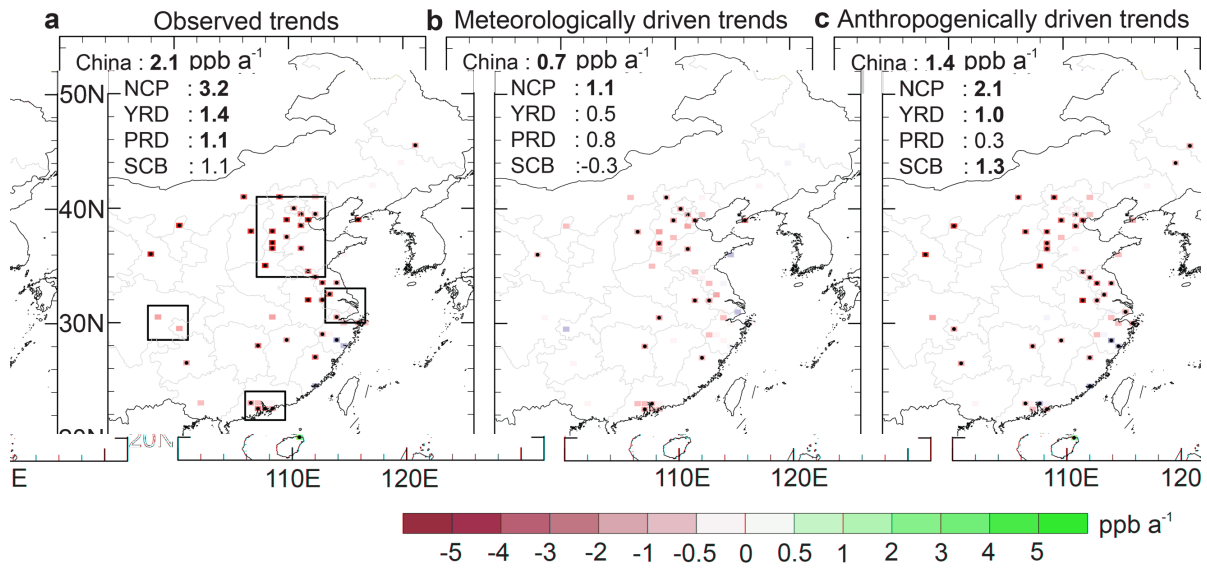 a Observed trends
b Meteorologically driven trends
c Anthropogenically driven trends
China : 2.1 ppb a⁻¹
NCP : 3.2
YRD : 1.4
PRD : 1.1
SCB : 1.1
China : 0.7 ppb a⁻¹
NCP : 1.1
YRD : 0.5
PRD : 0.8
SCB :-0.3
China : 1.4 ppb a⁻¹
NCP : 2.1
YRD : 1.0
PRD : 0.3
SCB : 1.3
50N
40N
30N
20N
E 110E 120E 110E 110E 120E
-5 -4 -3 -2 -1 -0.5 0 0.5 1 2 3 4 5 ppb a⁻¹